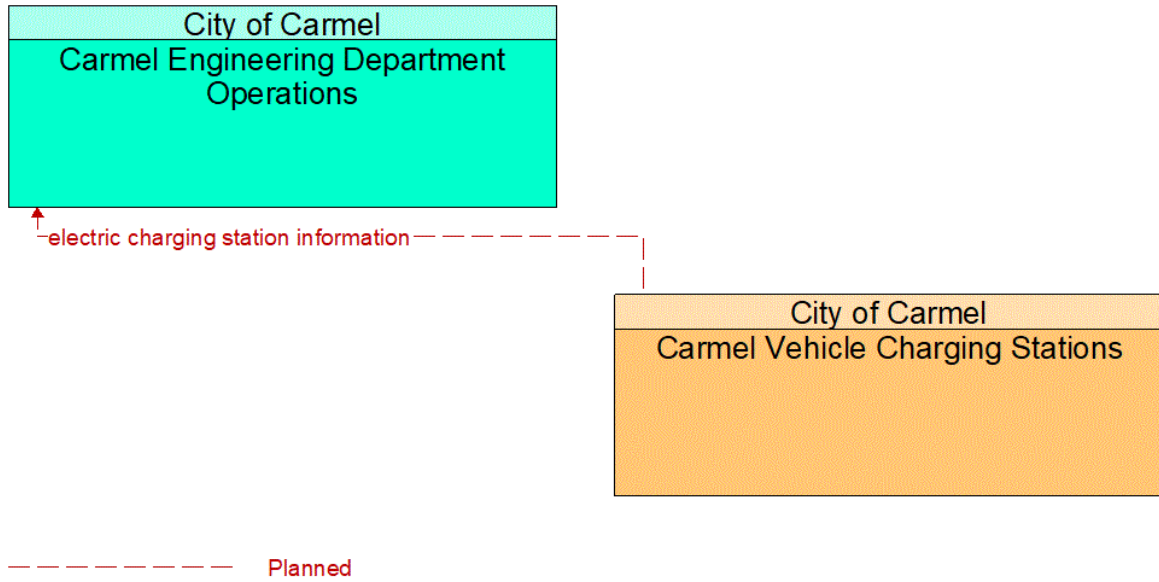 City of Carmel
Carmel Engineering Department
Operations
electric charging station information
City of Carmel
Carmel Vehicle Charging Stations
Planned